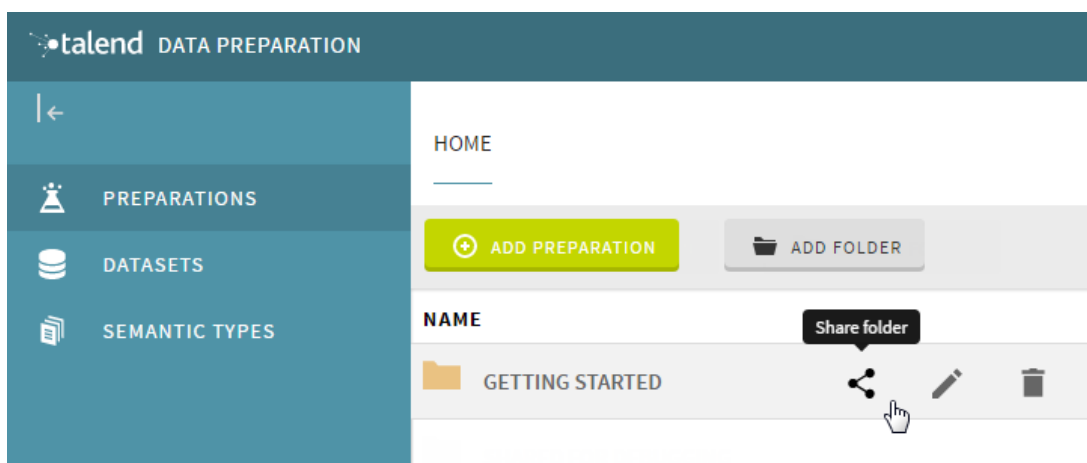 talend DATA PREPARATION
HOME
PREPARATIONS
DATASETS
SEMANTIC TYPES
ADD PREPARATION
ADD FOLDER
NAME
Share folder
GETTING STARTED